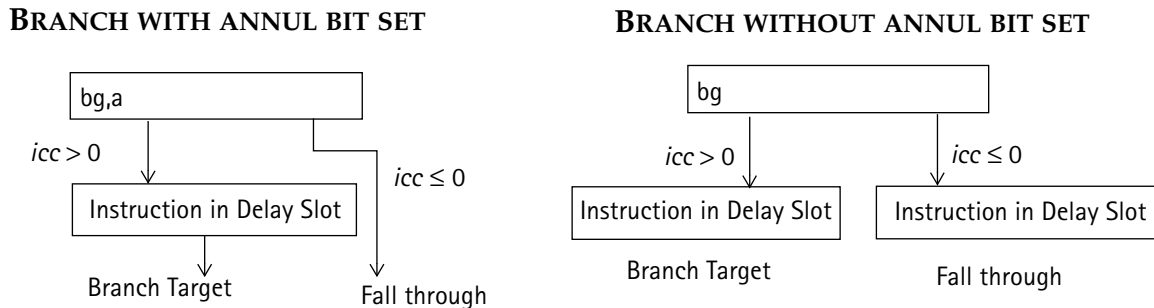 BRANCH WITH ANNUL BIT SET
bg,a
icc > 0
icc ≤ 0
Instruction in Delay Slot
Branch Target
Fall through
BRANCH WITHOUT ANNUL BIT SET
bg
icc > 0
icc ≤ 0
Instruction in Delay Slot
Instruction in Delay Slot
Branch Target
Fall through